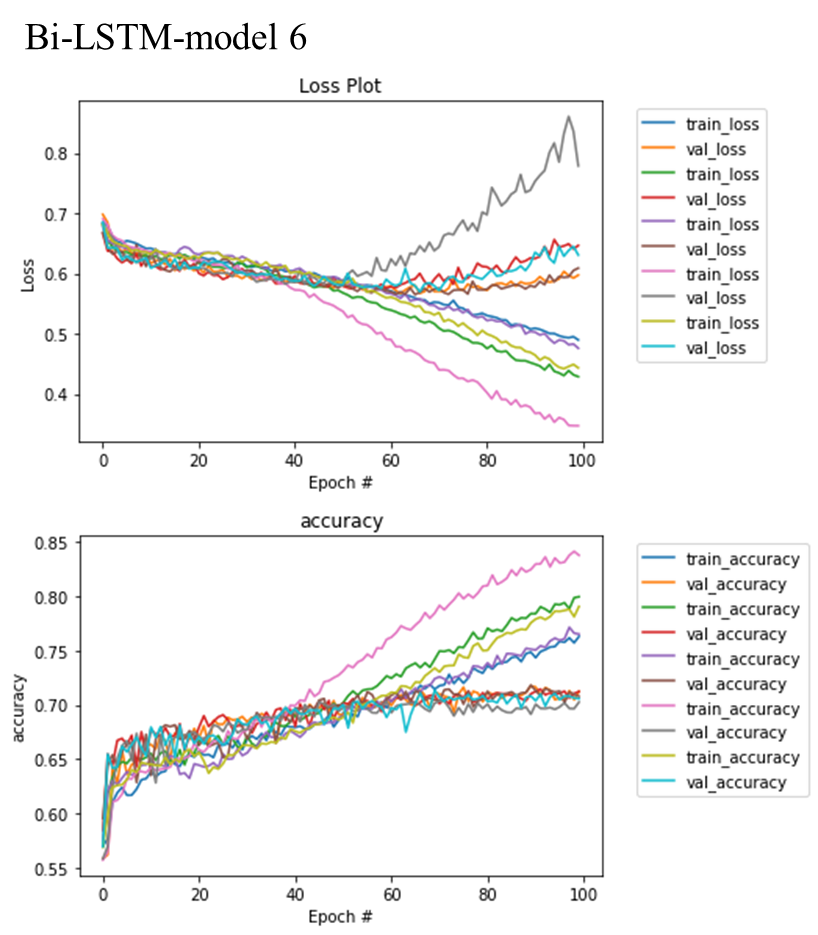 Bi-LSTM-model 6
Loss Plot
0.8
0.7
0.6
0.5
0.4
Loss
0 20 40 60 80 100
Epoch #
train_loss
val_loss
train_loss
val_loss
train_loss
val_loss
train_loss
val_loss
train_loss
val_loss
accuracy
0.85
0.80
0.75
0.70
0.65
0.60
0.55
accuracy
0 20 40 60 80 100
Epoch #
train_accuracy
val_accuracy
train_accuracy
val_accuracy
train_accuracy
val_accuracy
train_accuracy
val_accuracy
train_accuracy
val_accuracy